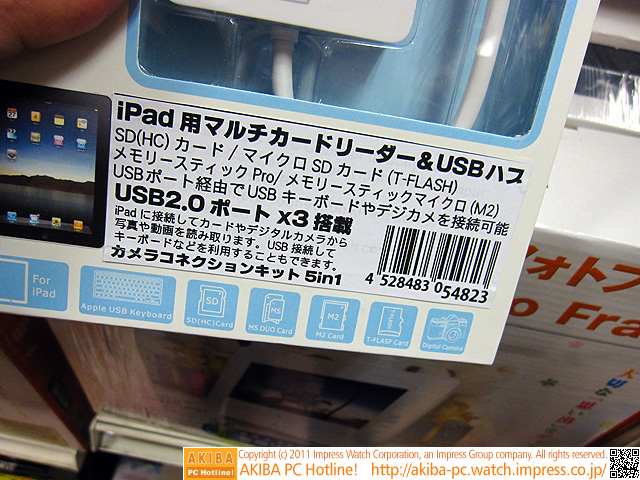 iPad 用マルチカードリーダー&USBハブ
SD(HC) カード / マイクロ SD カード (T-FLASH)
メモリースティック Pro/ メモリースティックマイクロ (M2)
USBポート経由で USB キーボードやデジカメを接続可能
USB2.0 ポート x3 搭載
iPad に接続してカードやデジタルカメラから
写真や動画を読み取ります。USB 接続して
キーボードなどを利用することもできます。
カメラコネクションキット 5in1
4 528483 054823
For
iPad
Apple USB Keyboard
SD
SD(HC)Card
MS
MS DUO Card
M2
M2 Card
T-FLASF Card
Digital Camera
フォトフ
o Fra
AKIBA
PC Hotline!
Copyright (c) 2011 Impress Watch Corporation, an Impress Group company. All rights reserved.
AKIBA PC Hotline! http://akiba-pc.watch.impress.co.jp/